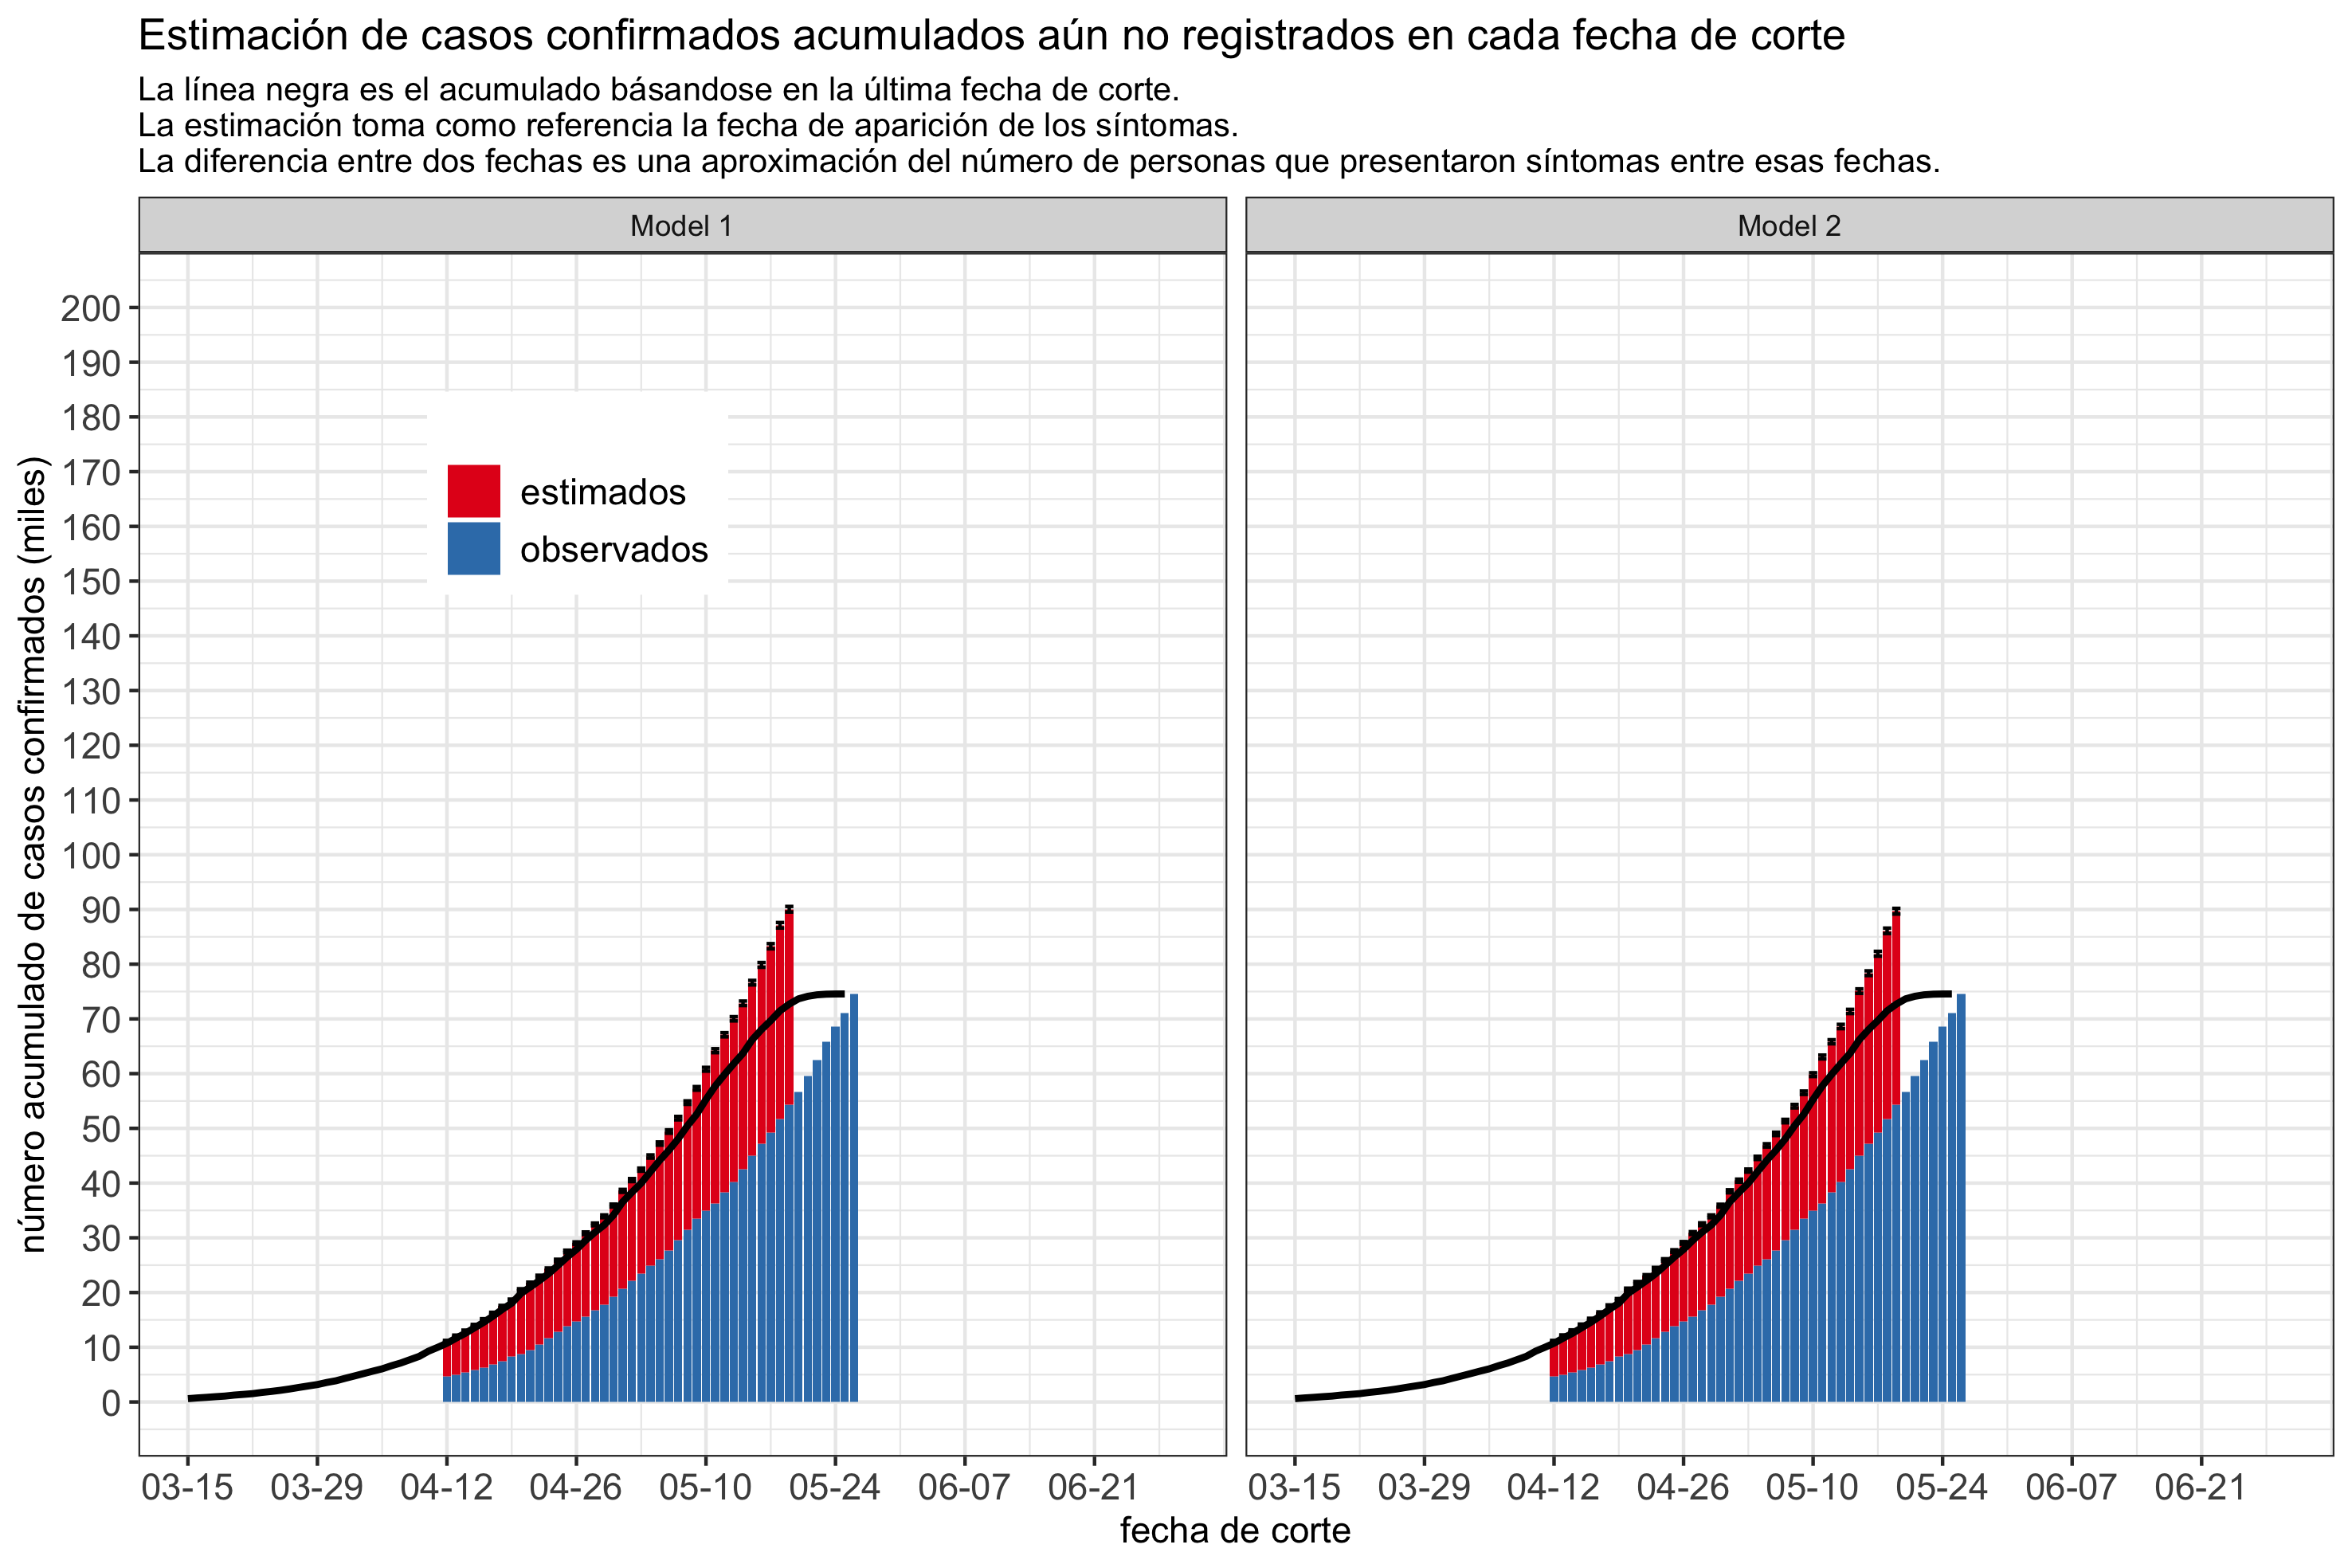 Estimación de casos confirmados acumulados aún no registrados en cada fecha de corte
La línea negra es el acumulado básandose en la última fecha de corte.
La estimación toma como referencia la fecha de aparición de los síntomas.
La diferencia entre dos fechas es una aproximación del número de personas que presentaron síntomas entre esas fechas.
Model 1
Model 2
número acumulado de casos confirmados (miles)
200
190
180
170
160
150
140
130
120
110
100
90
80
70
60
50
40
30
20
10
0
estimados
observados
03-15 03-29 04-12 04-26 05-10 05-24 06-07 06-21
03-15 03-29 04-12 04-26 05-10 05-24 06-07 06-21
fecha de corte